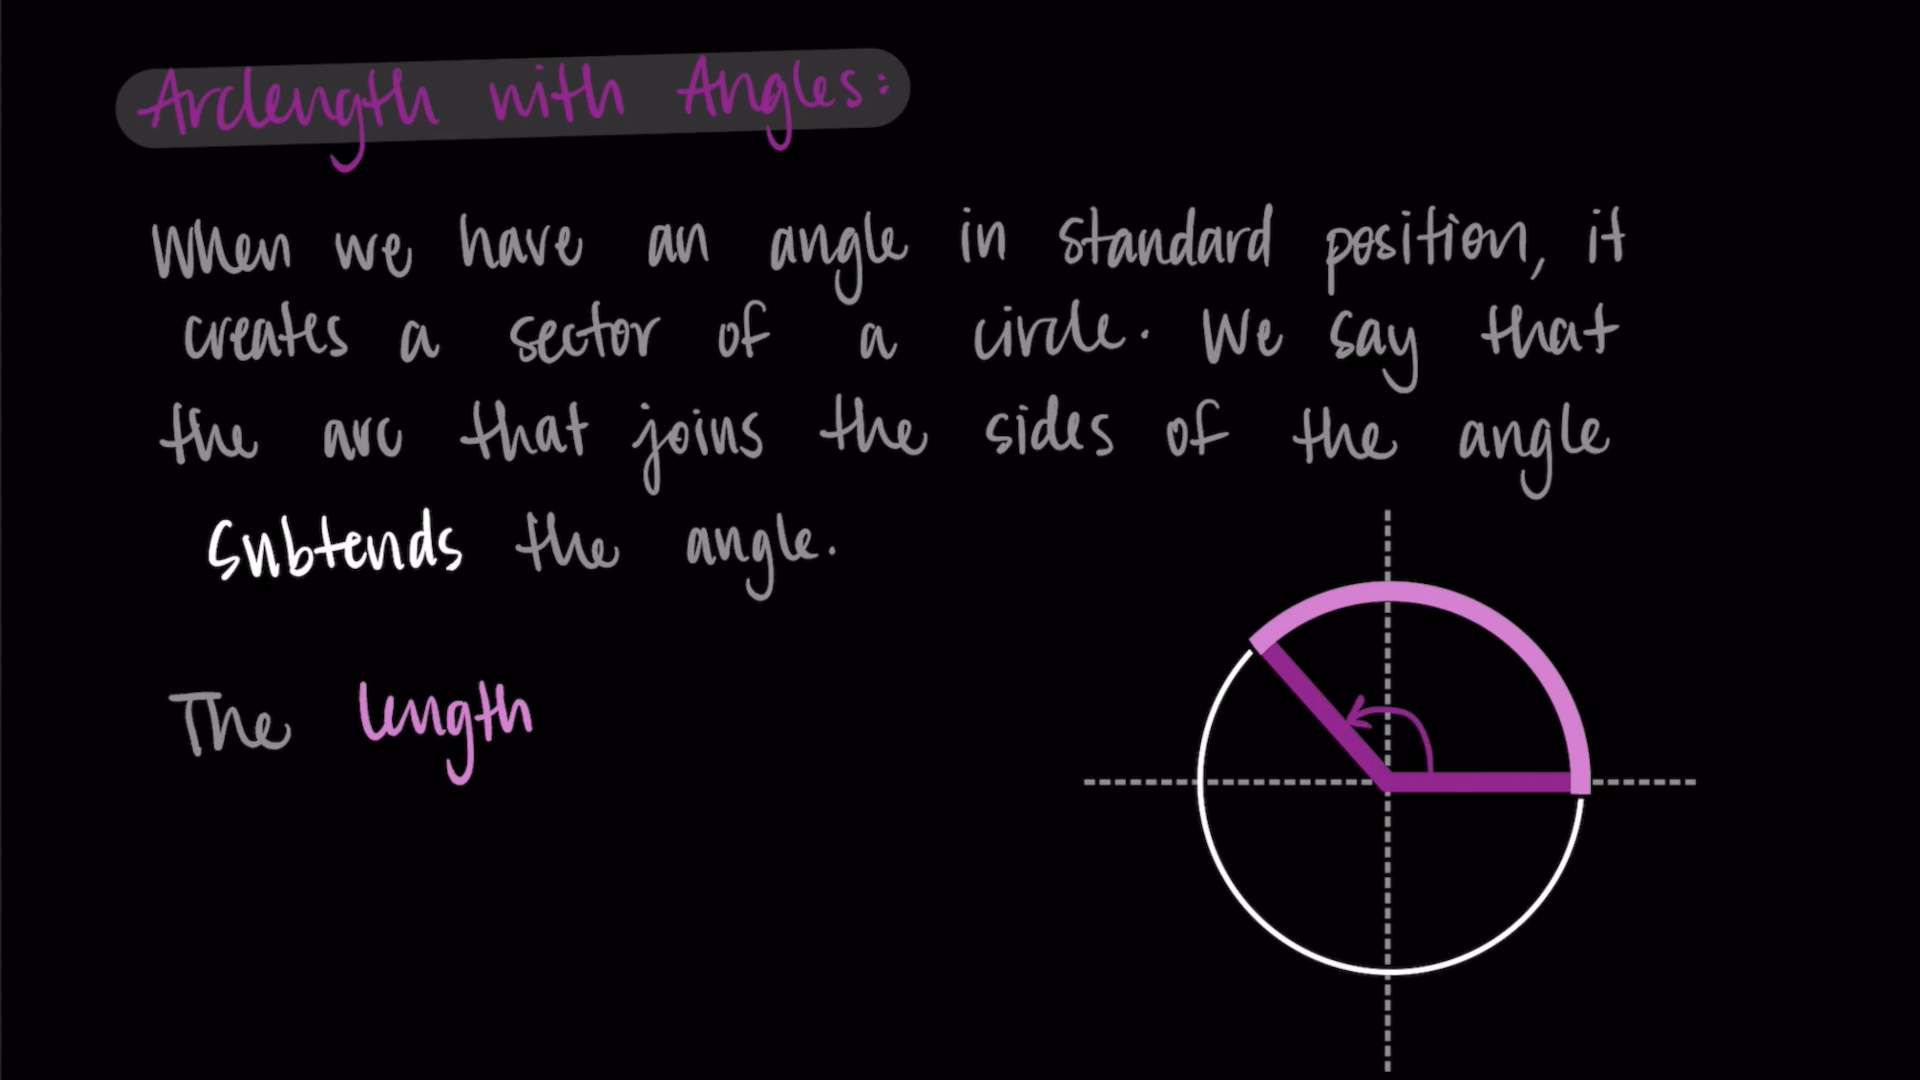 Arclength with Angles:
When we have an angle in standard position, it
creates a sector of a circle. We say that
the arc that joins the sides of the angle
subtends the angle.
The length